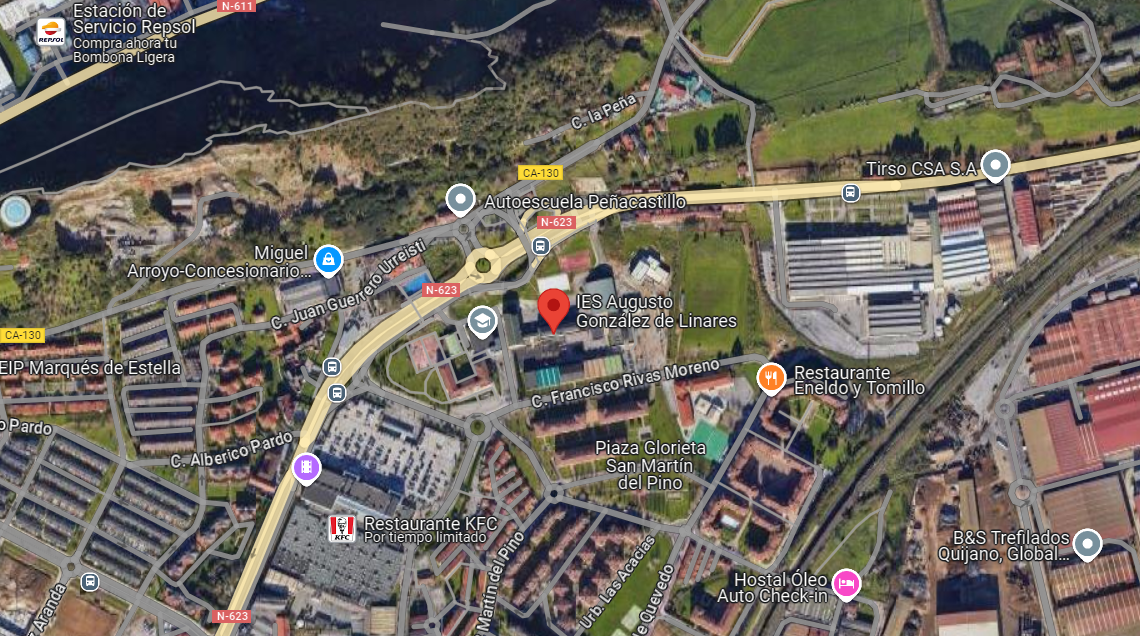 N-611
Estación de
Servicio Repsol
Compra ahora tu
Bombona Ligera
REPSOL
C. la Peña
CA-130
Tirso CSA S.A
Autoescuela Peñacastillo
N-623
Miguel
Arroyo-Concesionario...
C. Juan Guerrero Urreisti
N-623
IES Augusto
González de Linares
CA-130
EIP Marqués de Estella
C. Francisco Rivas Moreno
Restaurante
Eneldo y Tomillo
o Pardo
C. Alberico Pardo
Plaza Glorieta
San Martín
del Pino
KFC
Restaurante KFC
Por tiempo limitado
Martín del Pino
Urb. Las Acacias
e Quevedo
B&S Trefilados
Quijano, Global...
Hostal Óleo
Auto Check-in
z Aranda
N-623